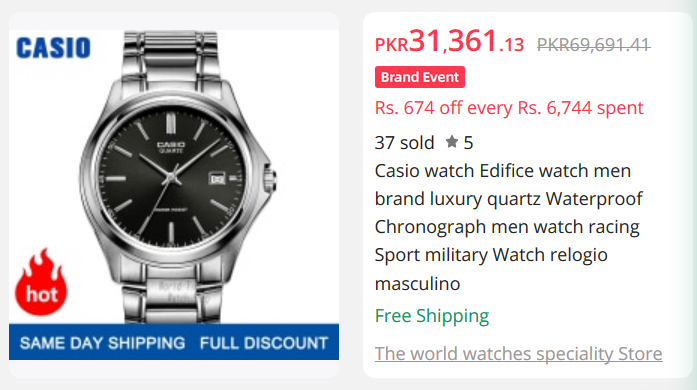 CASIO
CASIO
QUARTZ
WATER RESIST
hot
SAME DAY SHIPPING FULL DISCOUNT
PKR31,361.13 PKR69,691.41
Brand Event
Rs. 674 off every Rs. 6,744 spent
37 sold ★ 5
Casio watch Edifice watch men
brand luxury quartz Waterproof
Chronograph men watch racing
Sport military Watch relogio
masculino
Free Shipping
The world watches speciality Store